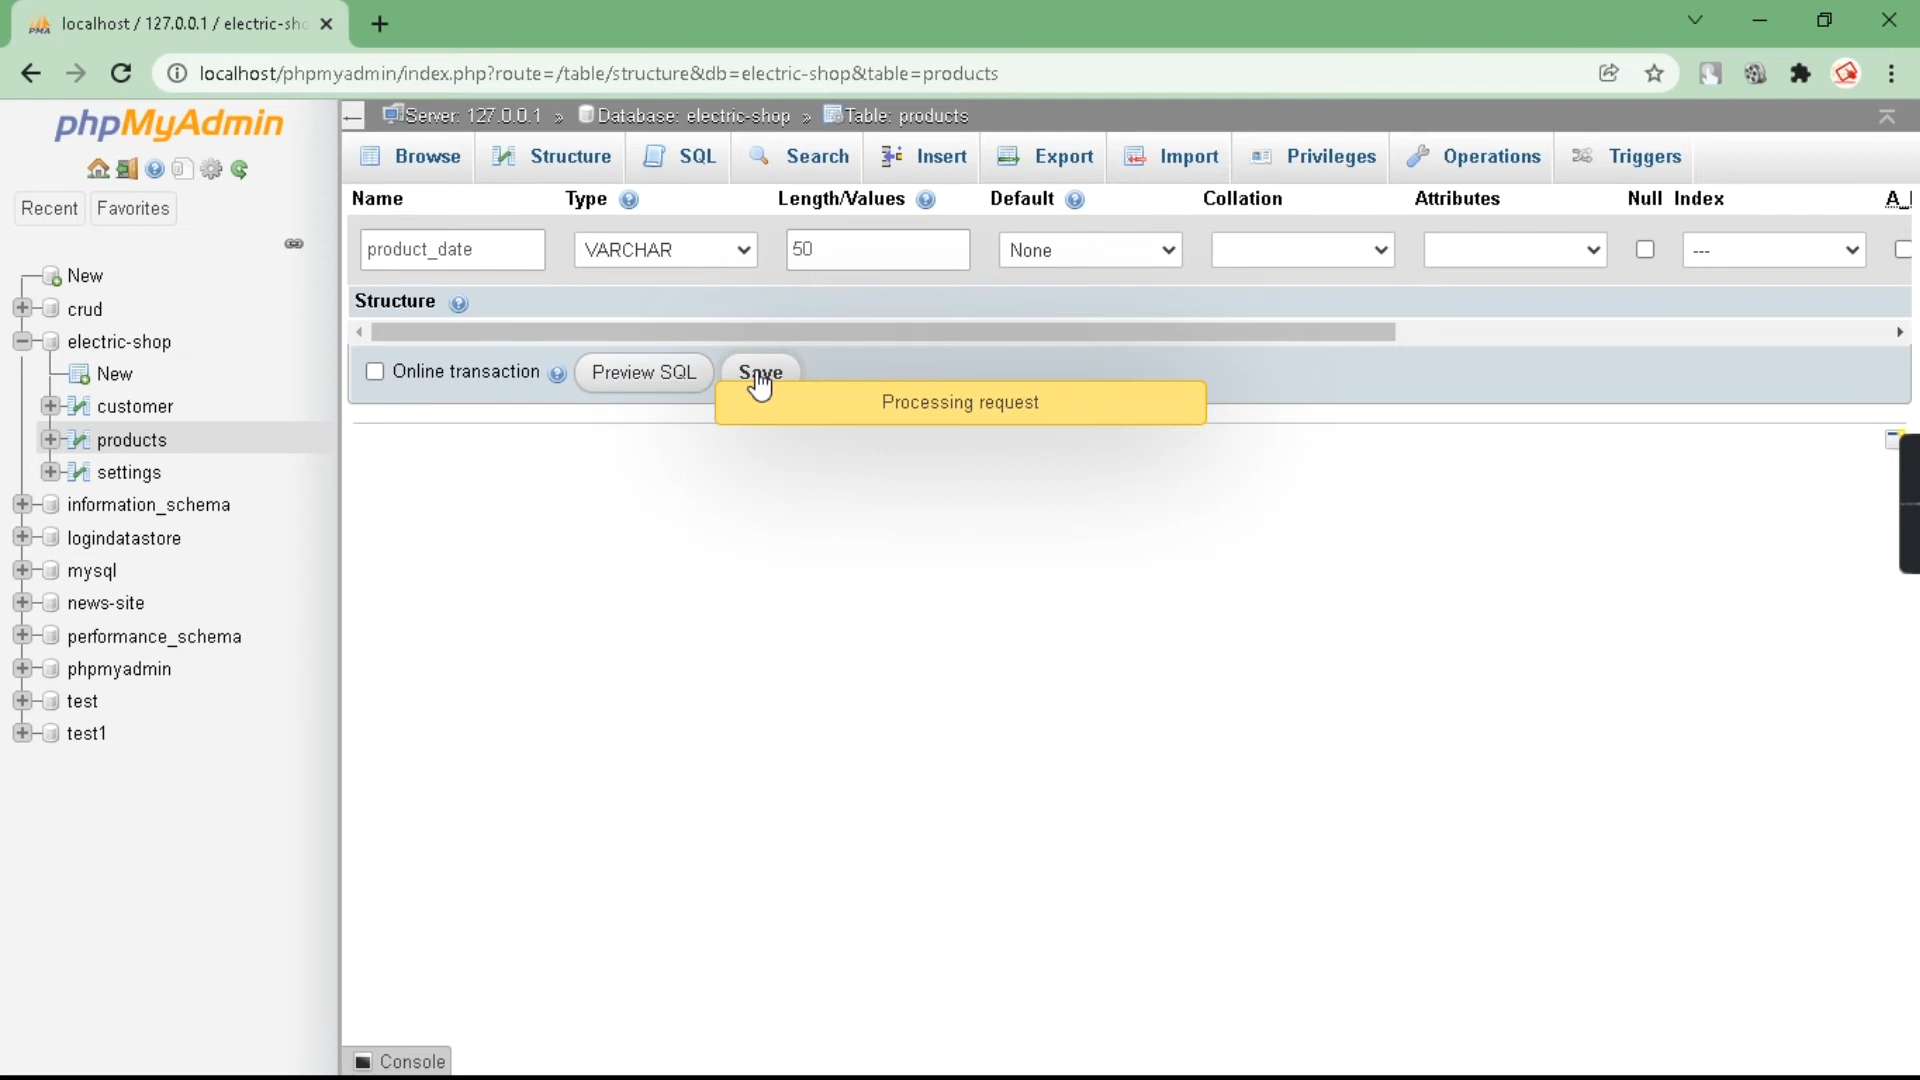 localhost / 127.0.0.1 / electric-sho
localhost/phpmyadmin/index.php?route=/table/structure&db=electric-shop&table=products
phpMyAdmin
Recent Favorites
New
crud
electric-shop
New
customer
products
settings
information_schema
logindatastore
mysql
news-site
performance_schema
phpmyadmin
test
test1
Server: 127.0.0.1 » Database: electric-shop » Table: products
Browse Structure SQL Search Insert Export Import Privileges Operations Triggers
Name Type Length/Values Default Collation Attributes Null Index A_I
product_date VARCHAR 50 None ---
Structure
Online transaction Preview SQL Save
Processing request
Console